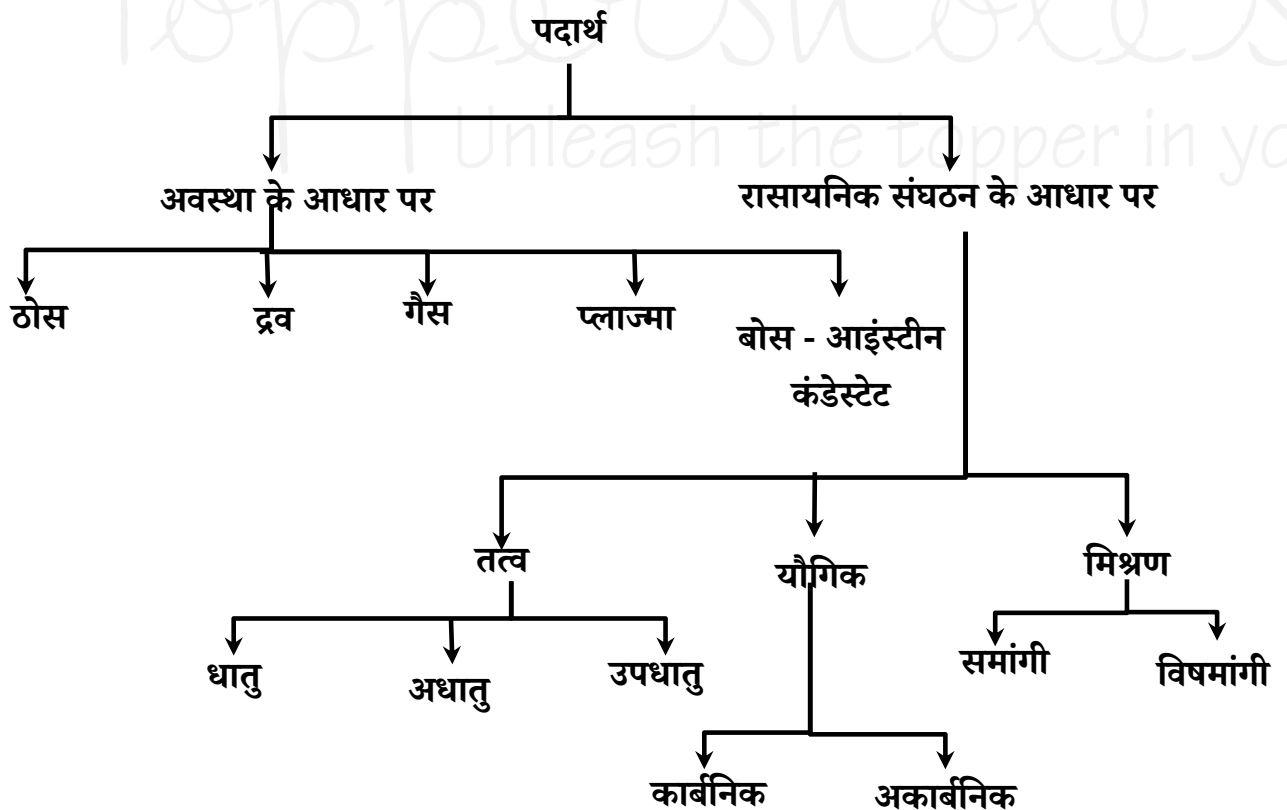 Toppersnotes
Unleash the topper in yo
पदार्थ
अवस्था के आधार पर
रासायनिक संघठन के आधार पर
ठोस
द्रव
गैस
प्लाज्मा
बोस - आइंस्टीन
कंडेस्टेट
तत्व
यौगिक
मिश्रण
धातु
अधातु
उपधातु
समांगी
विषमांगी
कार्बनिक
अकार्बनिक